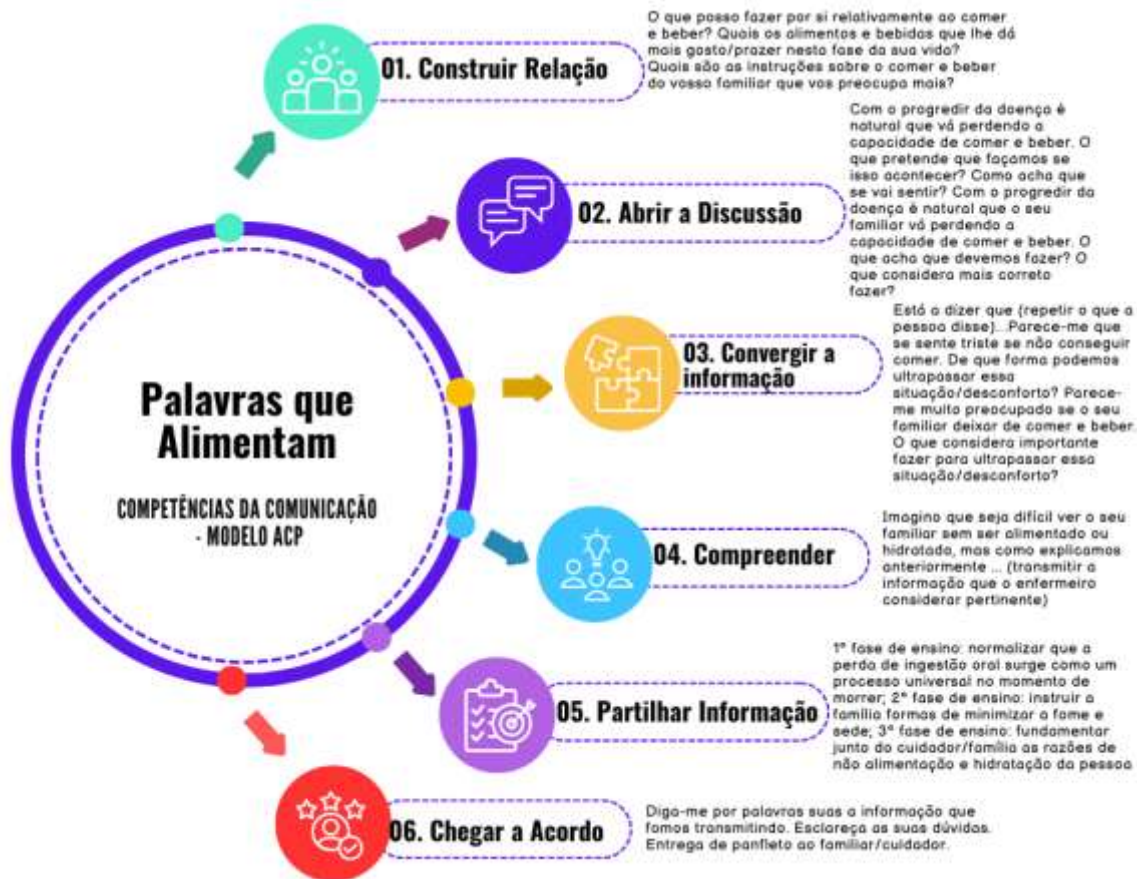 Palavras que
Alimentam
COMPETÊNCIAS DA COMUNICAÇÃO
- MODELO ACP
01. Construir Relação
O que posso fazer por si relativamente ao comer
e beber? Quais os alimentos e bebidas que lhe dá
mais gosto/prazer nesta fase da sua vida?
Quais são as instruções sobre o comer e beber
do vosso familiar que vos preocupa mais?
02. Abrir a Discussão
Com o progredir da doença é
natural que vá perdendo a
capacidade de comer e beber. O
que pretende que façamos se
isso acontecer? Como acha que
se vai sentir? Com o progredir da
doença é natural que o seu
familiar vá perdendo a
capacidade de comer e beber. O
que acha que devemos fazer? O
que considera mais correto
fazer?
03. Convergir a
informação
Está a dizer que (repetir o que a
pessoa disse)...Parece-me que
se sente triste se não conseguir
comer. De que forma podemos
ultrapassar essa
situação/desconforto? Parece-
me muito preocupado se o seu
familiar deixar de comer e beber.
O que considera importante
fazer para ultrapassar essa
situação/desconforto?
04. Compreender
Imagino que seja difícil ver o seu
familiar sem ser alimentado ou
hidratado, mas como explicamos
anteriormente ... (transmitir a
informação que o enfermeiro
considerar pertinente)
05. Partilhar Informação
1ª fase de ensino: normalizar que a
perda de ingestão oral surge como um
processo universal no momento de
morrer; 2ª fase de ensino: instruir a
família formas de minimizar a fome e
sede; 3ª fase de ensino: fundamentar
junto do cuidador/família as razões de
não alimentação e hidratação da pessoa
06. Chegar a Acordo
Diga-me por palavras suas a informação que
fomos transmitindo. Esclareça as suas dúvidas.
Entrega de panfleto ao familiar/cuidador.